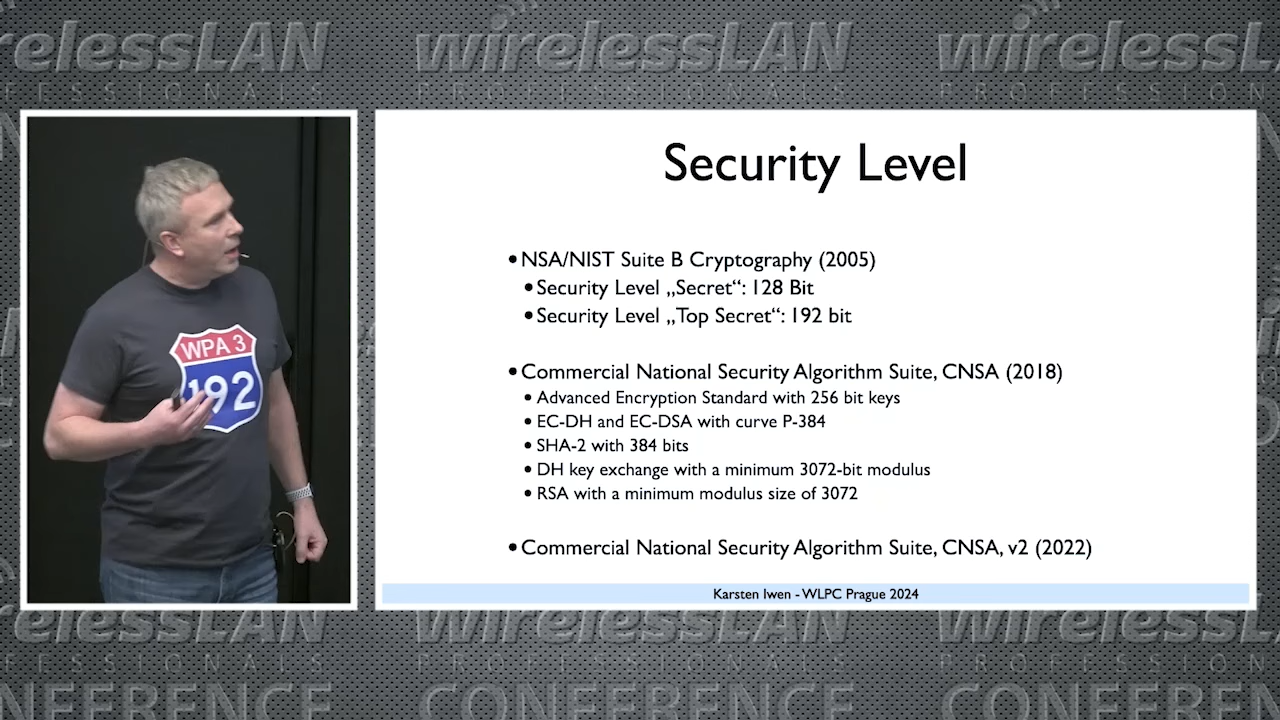 wirelessLAN
PROFESSIONALS
WPA 3
192
Security Level
•NSA/NIST Suite B Cryptography (2005)
•Security Level „Secret“: 128 Bit
•Security Level „Top Secret“: 192 bit
•Commercial National Security Algorithm Suite, CNSA (2018)
•Advanced Encryption Standard with 256 bit keys
•EC-DH and EC-DSA with curve P-384
•SHA-2 with 384 bits
•DH key exchange with a minimum 3072-bit modulus
•RSA with a minimum modulus size of 3072
•Commercial National Security Algorithm Suite, CNSA, v2 (2022)
Karsten Iwen - WLPC Prague 2024
wirelessLAN
PROFESSIONALS
CONFERENCE